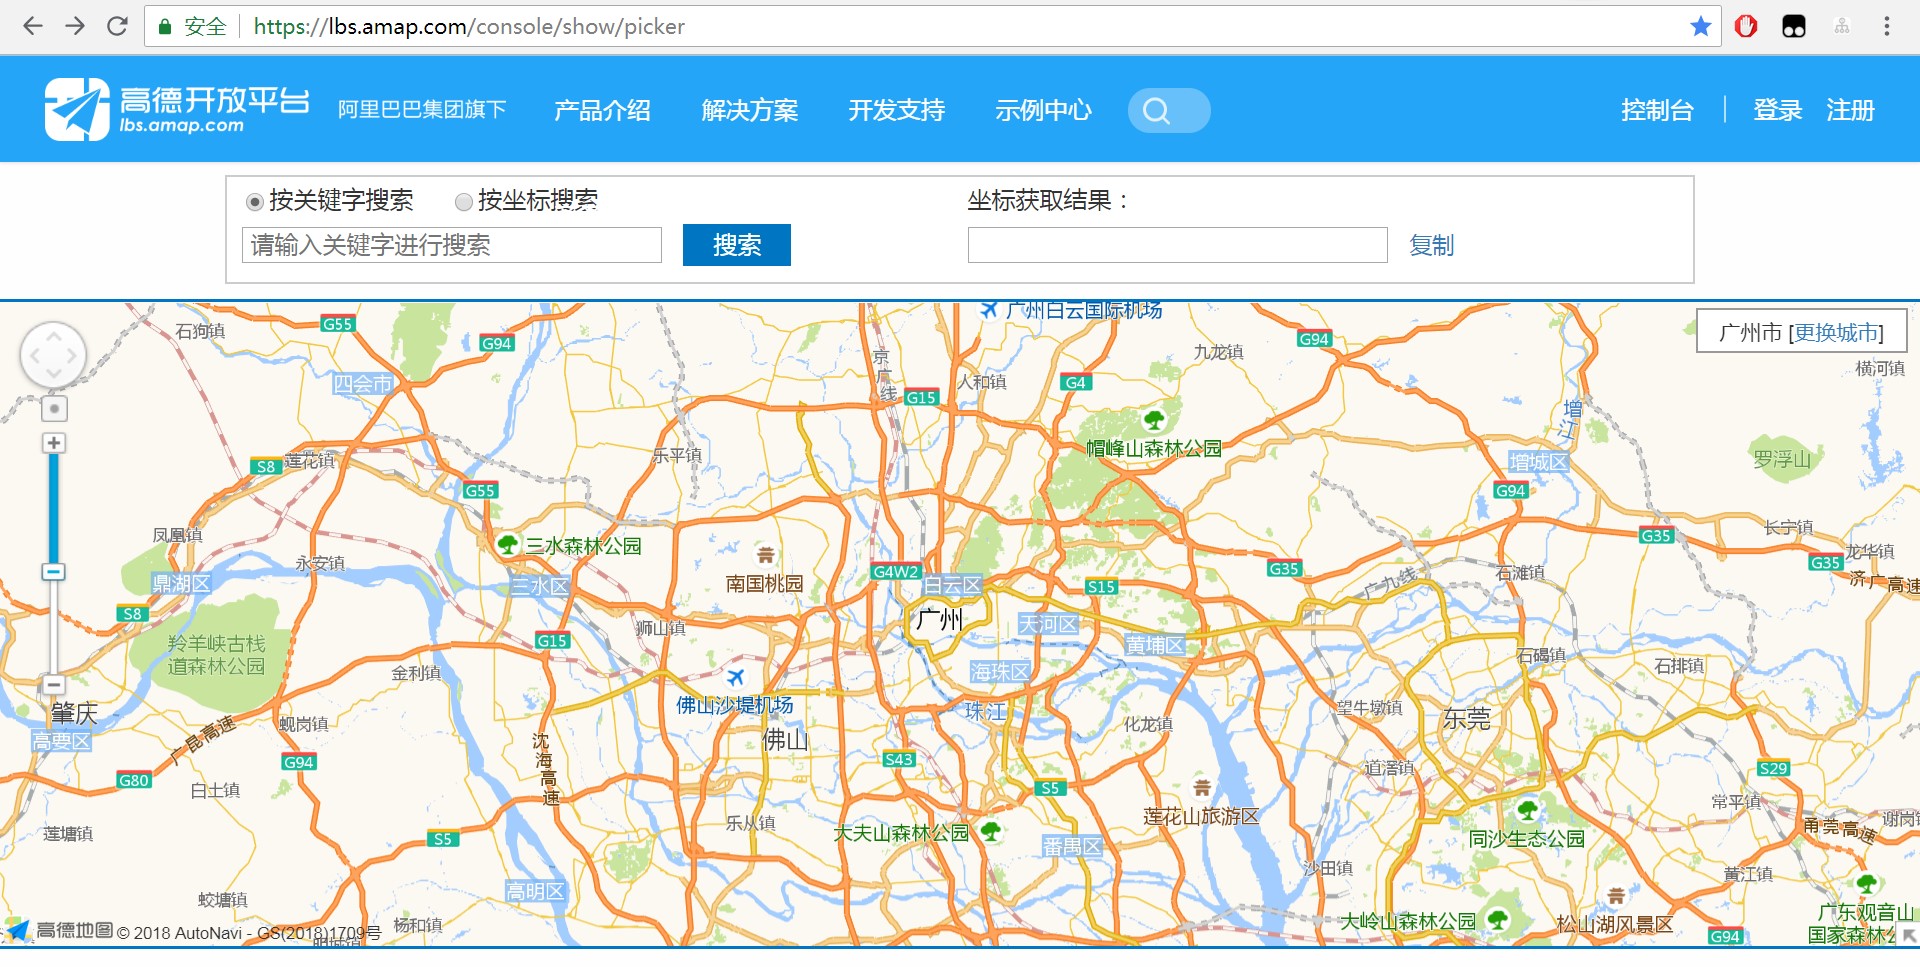 安全 https://lbs.amap.com/console/show/picker
高德开放平台 lbs.amap.com 阿里巴巴集团旗下 产品介绍 解决方案 开发支持 示例中心 控制台 登录 注册
按关键字搜索 按坐标搜索 坐标获取结果：
请输入关键字进行搜索 搜索 复制
广州白云国际机场
石狗镇 G55 G94 G94 广州市 [更换城市]
京广线 九龙镇 横河镇
四会市 G15 人和镇 G4
增江
帽峰山森林公园
S8 莲花镇 乐平镇 增城区 罗浮山
G55 G94
凤凰镇 三水森林公园 G35 长宁镇
永安镇 南国桃园 G35 石滩镇 G35 龙华镇
鼎湖区 三水区 G4W2 白云区 S15 广九线 济广高速
S8 广州 天河区
羚羊峡古栈道森林公园 G15 狮山镇 黄埔区 石碣镇 石排镇
金利镇 佛山沙堤机场 海珠区
肇庆 蚬岗镇 珠江 化龙镇 望牛墩镇 东莞
高要区 广昆高速 沈海高速 佛山
G80 G94 S43 道滘镇 S29
白土镇 S5 莲花山旅游区 常平镇
莲塘镇 S5 乐从镇 大夫山森林公园 番禺区 同沙生态公园 甬莞高速 谢岗
沙田镇 黄江镇
蛟塘镇 高明区
杨和镇 大岭山森林公园 松山湖风景区 广东观音山国家森林公
高德地图 © 2018 AutoNavi - GS(2018)1709号 G94